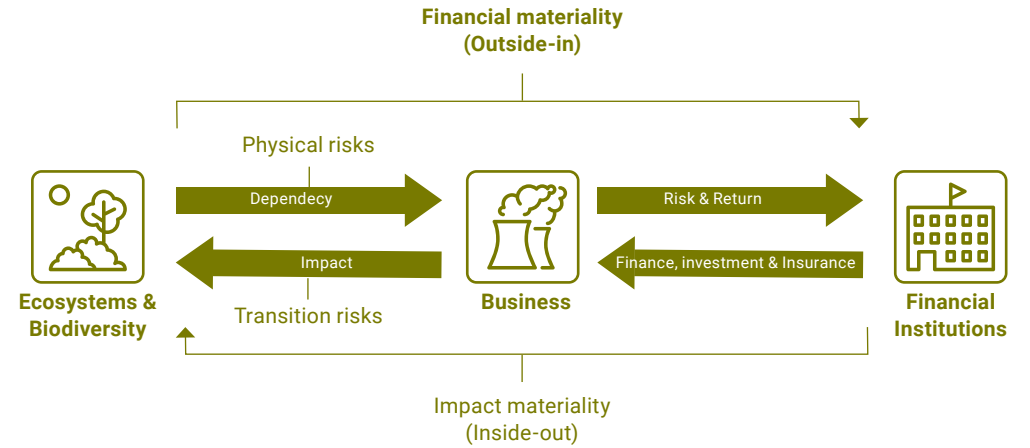 Financial materiality
(Outside-in)
Physical risks
Dependecy
Risk & Return
Impact
Finance, investment & Insurance
Ecosystems &
Biodiversity
Business
Financial
Institutions
Transition risks
Impact materiality
(Inside-out)